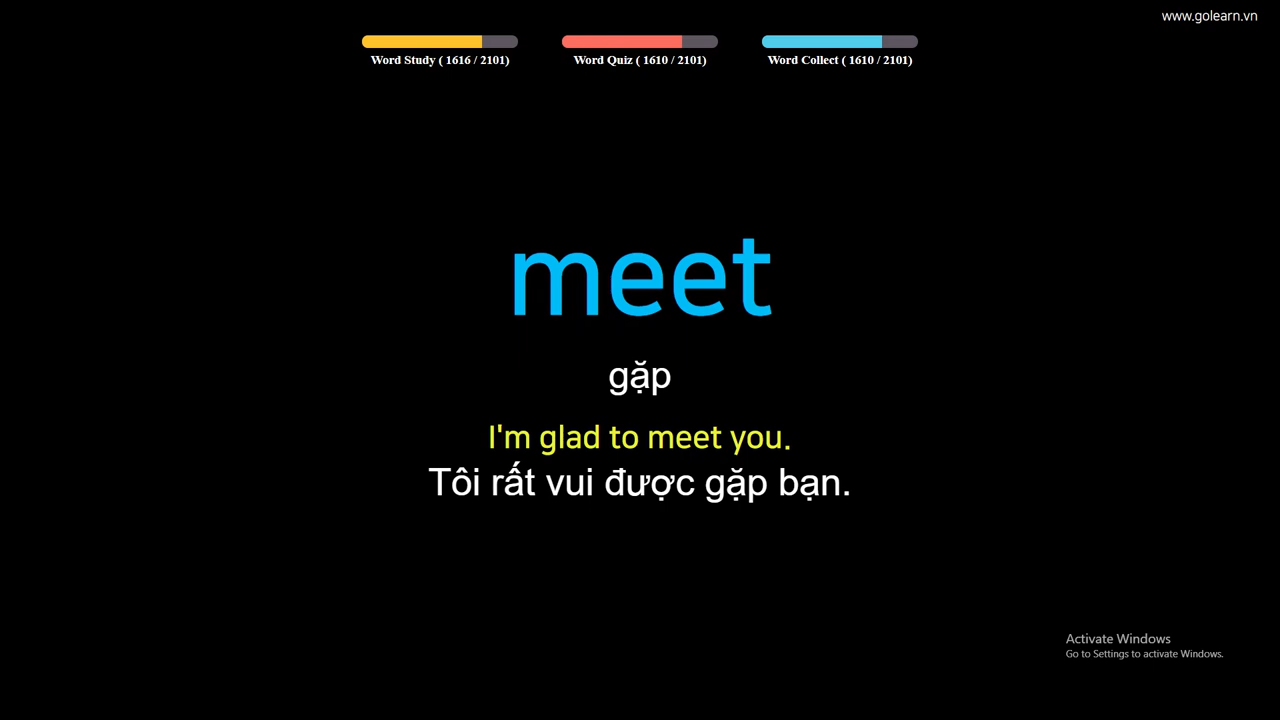 www.golearn.vn
Word Study ( 1616 / 2101)
Word Quiz ( 1610 / 2101)
Word Collect ( 1610 / 2101)
meet
gặp
I'm glad to meet you.
Tôi rất vui được gặp bạn.
Activate Windows
Go to Settings to activate Windows.